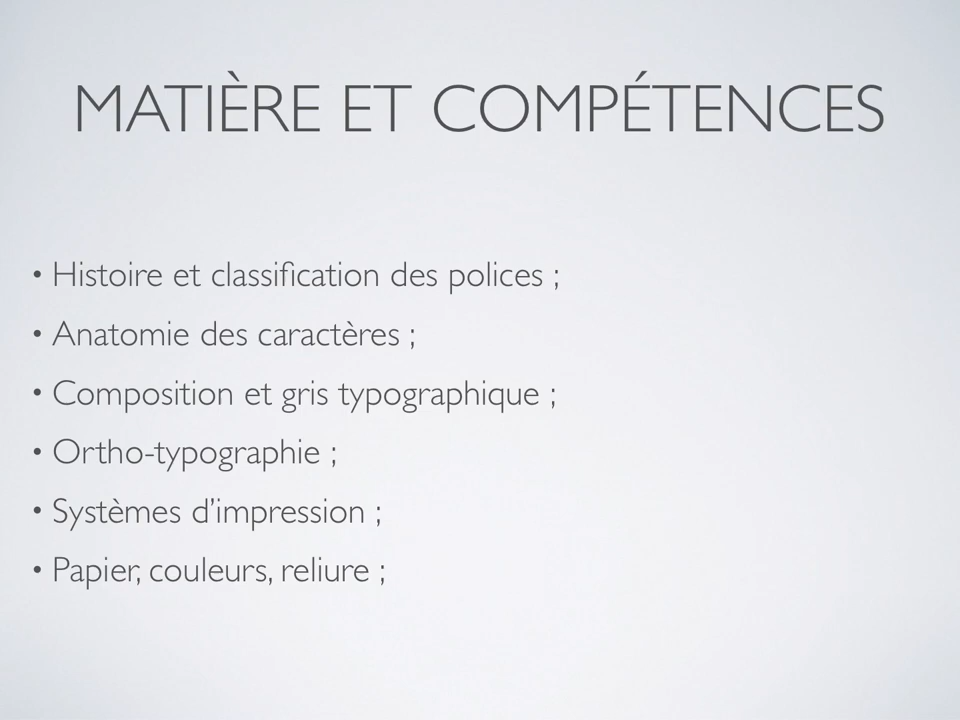 MATIÈRE ET COMPÉTENCES
• Histoire et classification des polices ;
• Anatomie des caractères ;
• Composition et gris typographique ;
• Ortho-typographie ;
• Systèmes d’impression ;
• Papier, couleurs, reliure ;